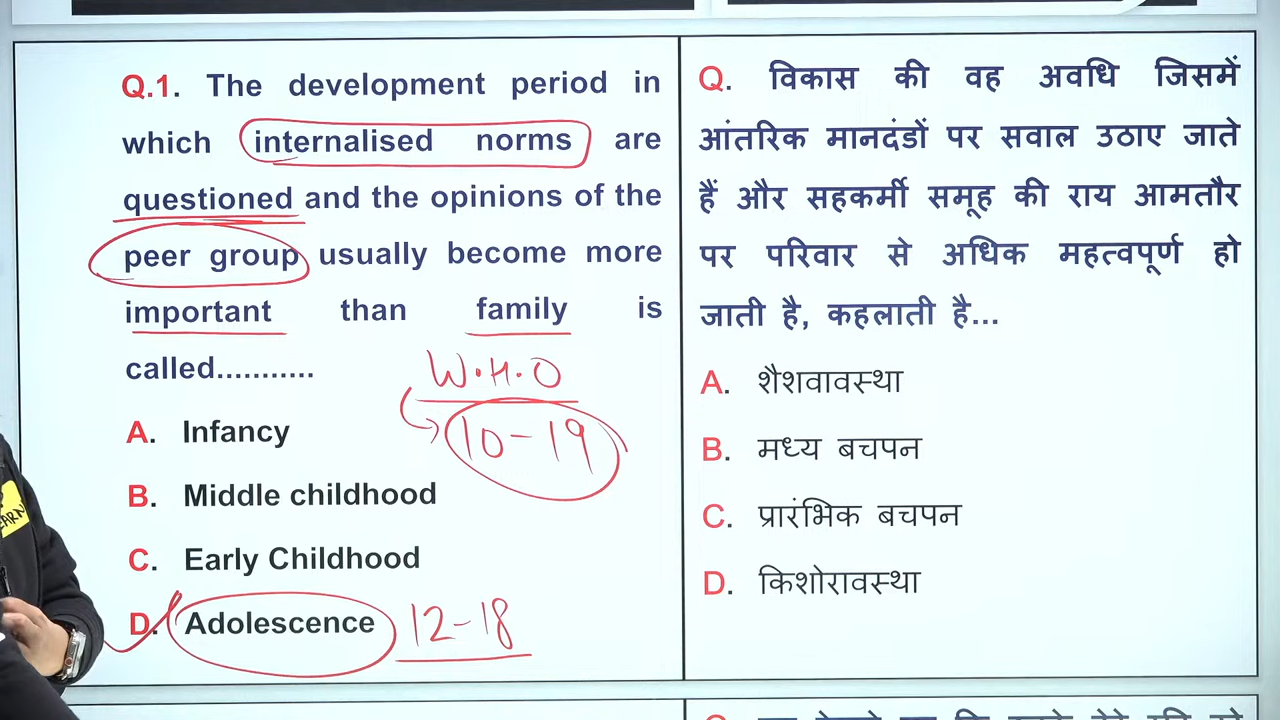 Q.1. The development period in
which internalised norms are
questioned and the opinions of the
peer group usually become more
important than family is
called...........
W.H.O
10-19
A. Infancy
B. Middle childhood
C. Early Childhood
D. Adolescence 12-18
Q. विकास की वह अवधि जिसमें
आंतरिक मानदंडों पर सवाल उठाए जाते
हैं और सहकर्मी समूह की राय आमतौर
पर परिवार से अधिक महत्वपूर्ण हो
जाती है, कहलाती है...
A. शैशवावस्था
B. मध्य बचपन
C. प्रारंभिक बचपन
D. किशोरावस्था